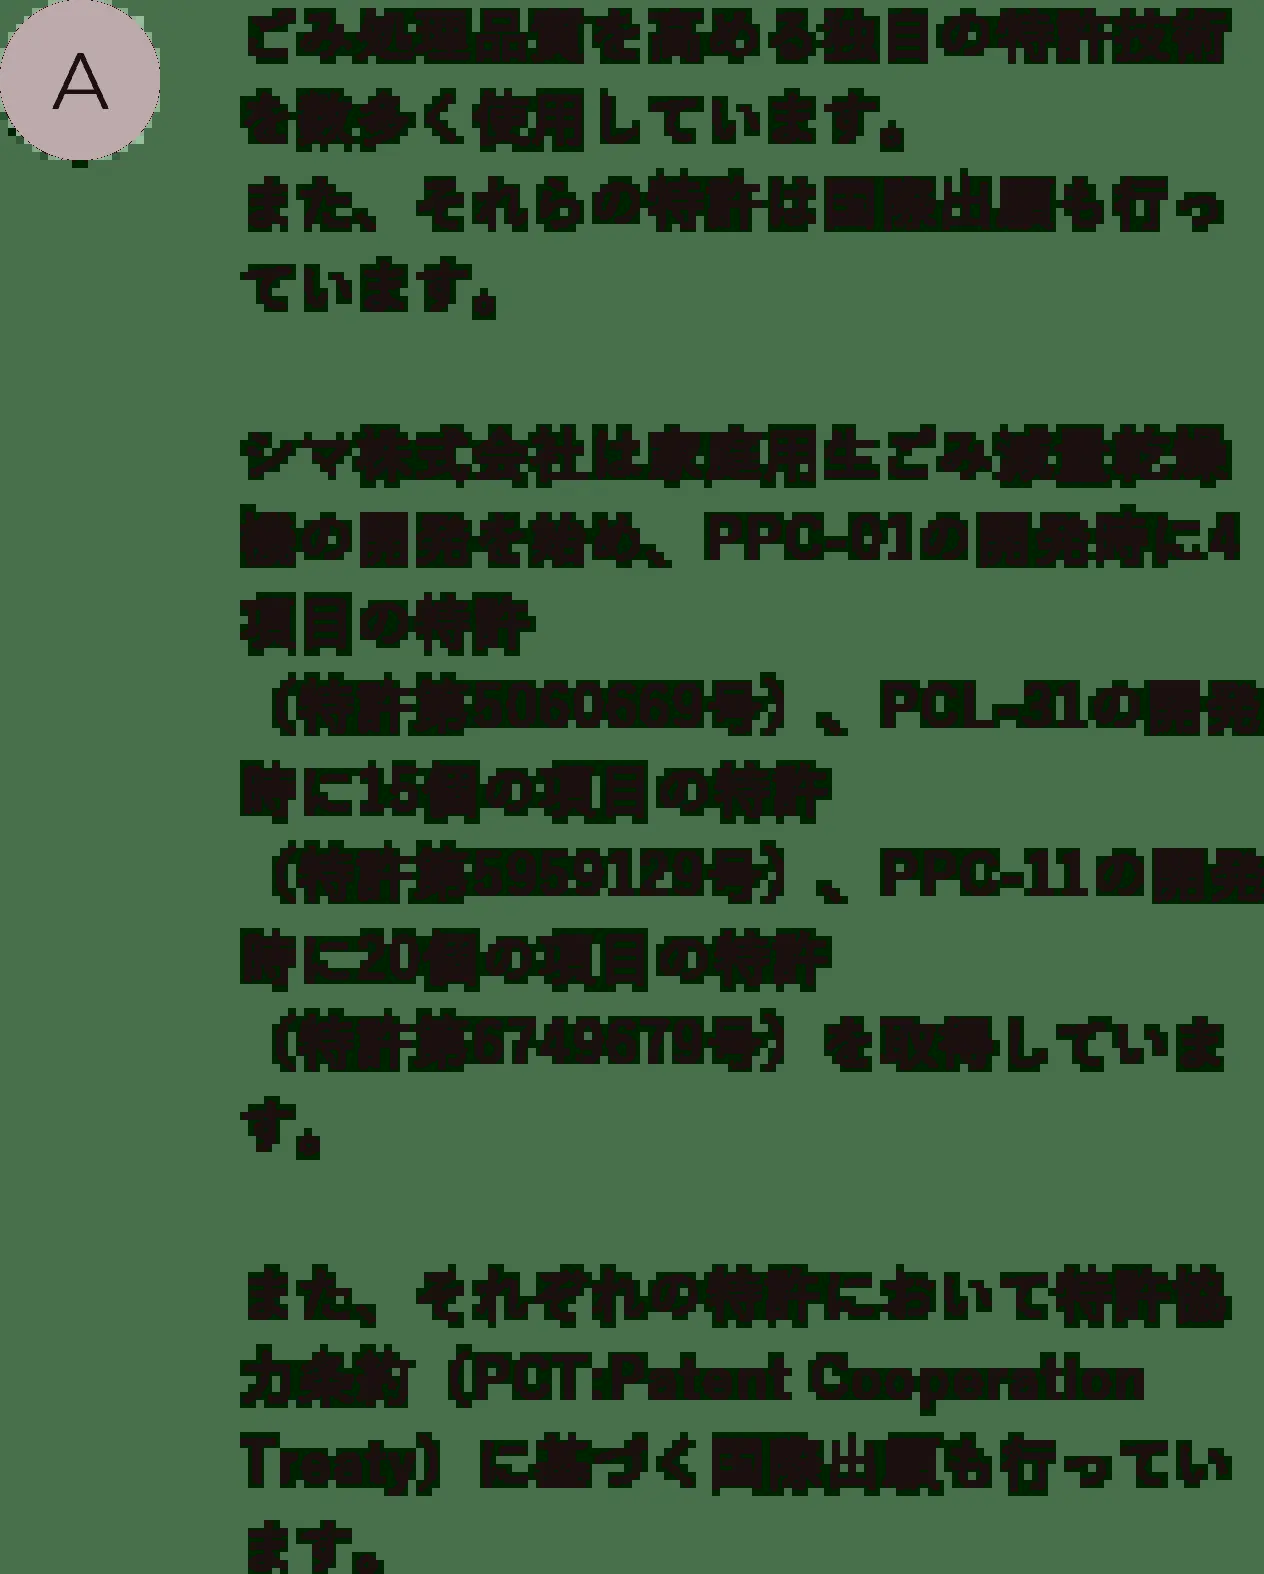 A
ごみ処理品質を高める独自の特許技術
を数多く使用しています。
また、それらの特許は国際出願も行っ
ています。
シマ株式会社は家庭用生ごみ減量乾燥
機の開発を始め、PPC-01の開発時に4
項目の特許
（特許第5060669号）、PCL-31の開発
時に15個の項目の特許
（特許第5959129号）、PPC-11の開発
時に20個の項目の特許
（特許第6749679号）を取得していま
す。
また、それぞれの特許において特許協
力条約（PCT:Patent Cooperation
Treaty）に基づく国際出願も行ってい
ます。